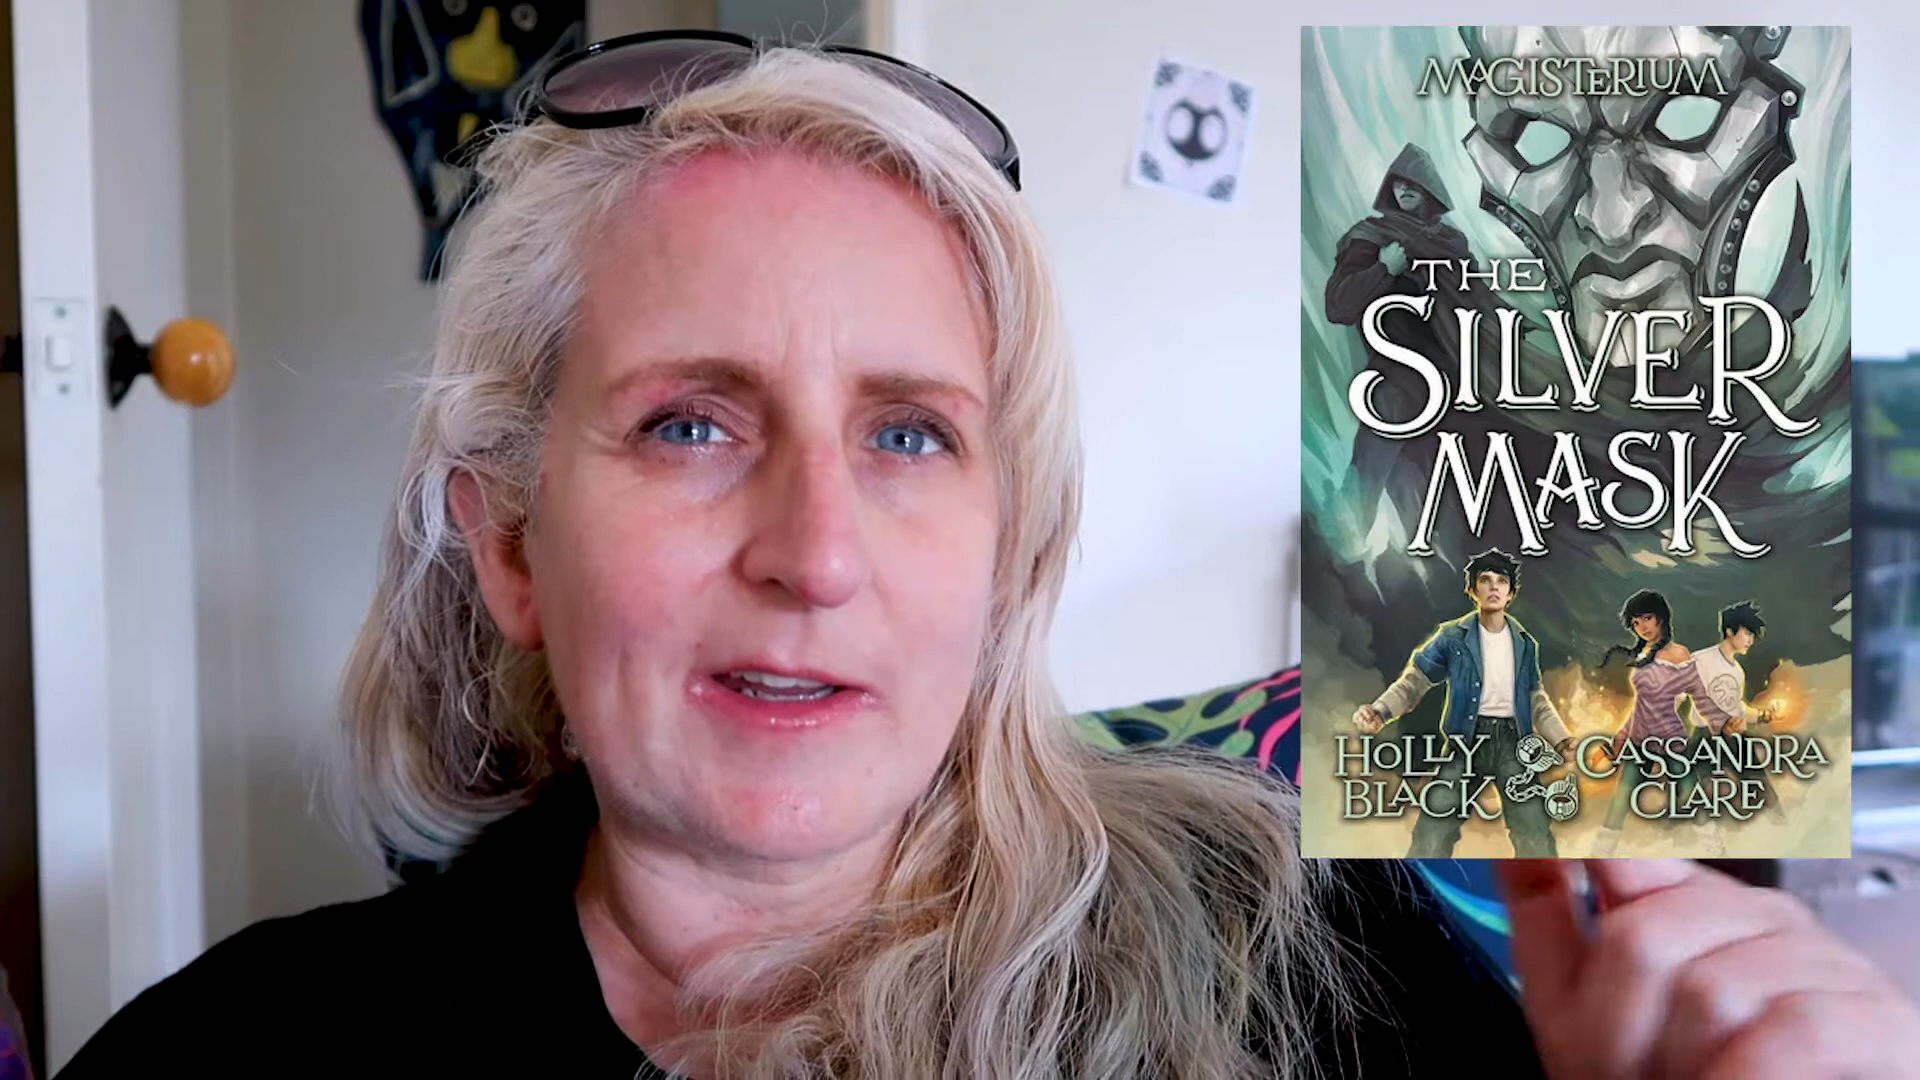 MAGISTERIUM
THE
SILVER
MASK
HOLLY
BLACK
CASSANDRA
CLARE